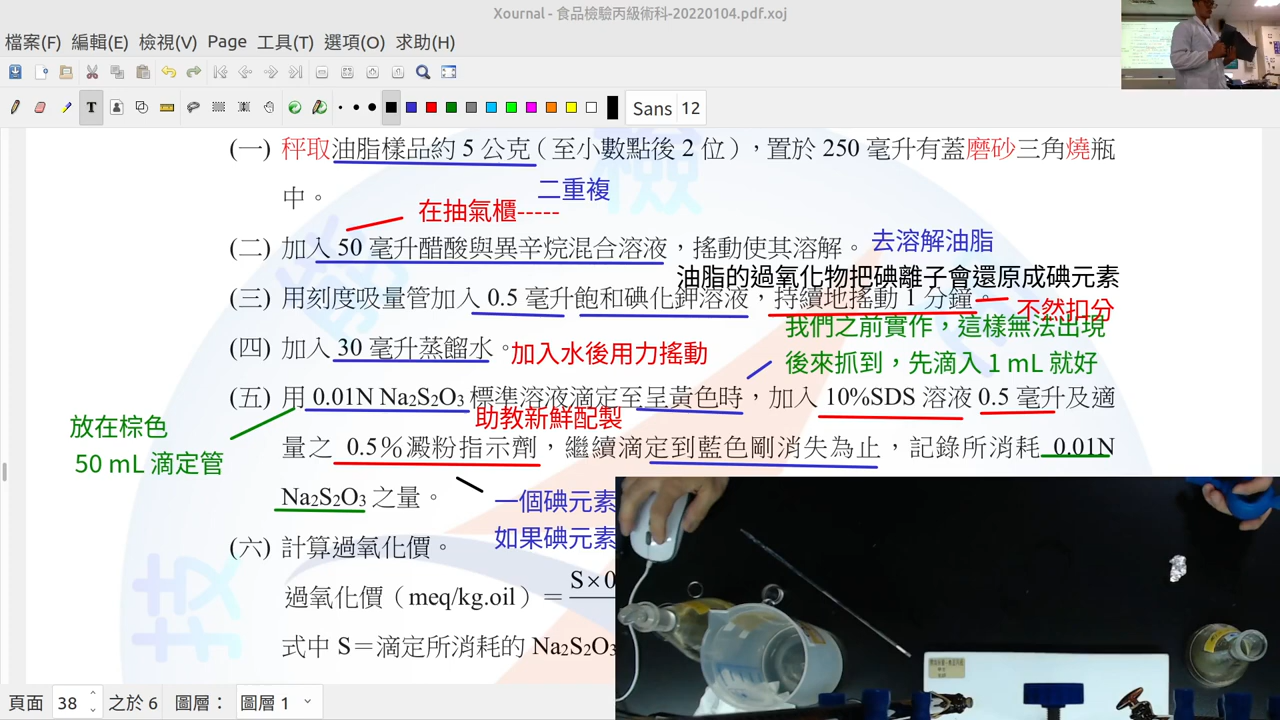 Xournal - 食品檢驗丙級術科-20220104.pdf.xoj
檔案(F) 編輯(E) 檢視(V) Page 工具(T) 選項(O) 求助(H)
T
Sans 12
(一) 秤取油脂樣品約 5 公克（至小數點後 2 位），置於 250 毫升有蓋磨砂三角燒瓶
中。
二重複
在抽氣櫃-----
(二) 加入 50 毫升醋酸與異辛烷混合溶液，搖動使其溶解。
去溶解油脂
油脂的過氧化物把碘離子會還原成碘元素
(三) 用刻度吸量管加入 0.5 毫升飽和碘化鉀溶液，持續地搖動 1 分鐘。
不然扣分
我們之前實作，這樣無法出現
(四) 加入 30 毫升蒸餾水。
加入水後用力搖動
後來抓到，先滴入 1 mL 就好
(五) 用 0.01N Na₂S₂O₃ 標準溶液滴定至呈黃色時，加入 10%SDS 溶液 0.5 毫升及適
放在棕色
助教新鮮配製
量之 0.5％澱粉指示劑，繼續滴定到藍色剛消失為止，記錄所消耗 0.01N
50 mL 滴定管
Na₂S₂O₃ 之量。
一個碘元素
如果碘元素
(六) 計算過氧化價。
過氧化價（meq/kg.oil）＝ S×0
式中 S＝滴定所消耗的 Na₂S₂O₃
頁面 38 之於 6 圖層： 圖層 1